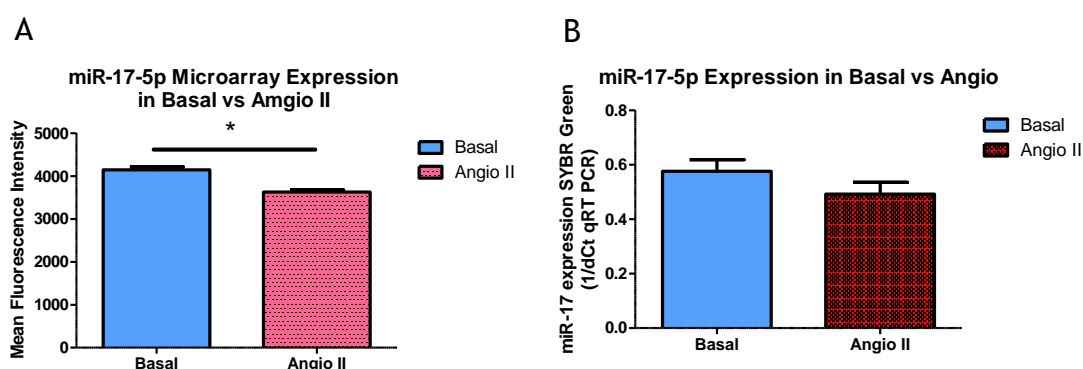 A
miR-17-5p Microarray Expression
in Basal vs Amgio II
Mean Fluorescence Intensity
5000
4000
3000
2000
1000
0
*
Basal
Angio II
Basal
Angio II
B
miR-17-5p Expression in Basal vs Angio
miR-17 expression SYBR Green
(1/dCt qRT PCR)
0.8
0.6
0.4
0.2
0.0
Basal
Angio II
Basal
Angio II